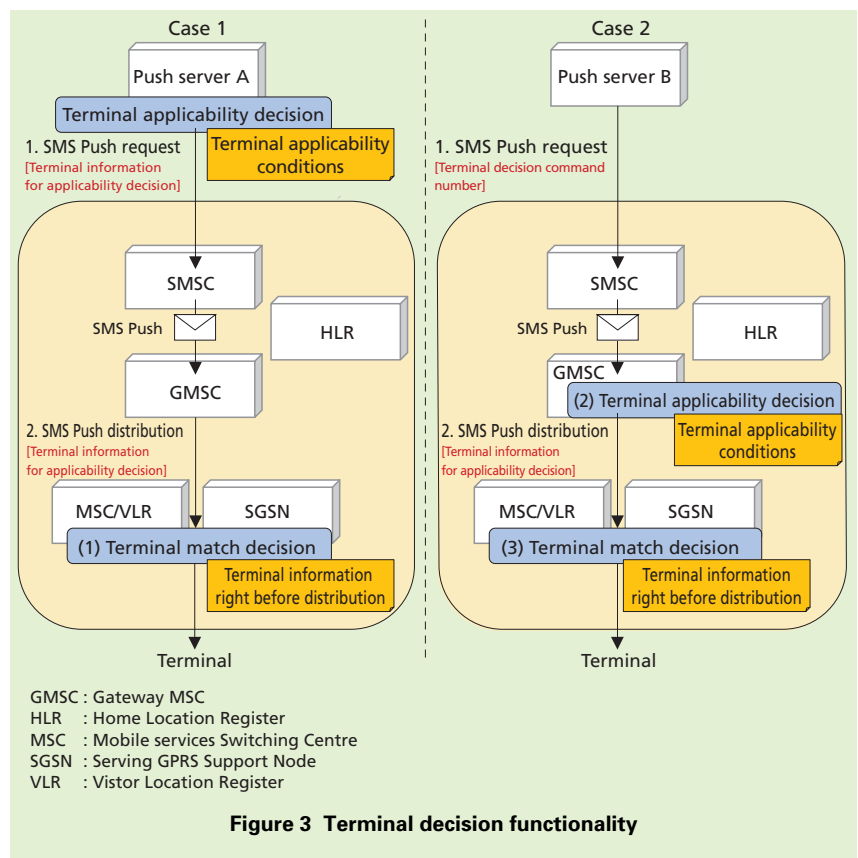 Case 1
Push server A
Terminal applicability decision
Terminal applicability
conditions
1. SMS Push request
[Terminal information
for applicability decision]
SMSC
SMS Push
HLR
GMSC
2. SMS Push distribution
[Terminal information
for applicability decision]
MSC/VLR
SGSN
(1) Terminal match decision
Terminal information
right before distribution
Terminal
Case 2
Push server B
1. SMS Push request
[Terminal decision command
number]
SMSC
SMS Push
HLR
GMSC
(2) Terminal applicability decision
Terminal applicability
conditions
2. SMS Push distribution
[Terminal information
for applicability decision]
MSC/VLR
SGSN
(3) Terminal match decision
Terminal information
right before distribution
Terminal
GMSC : Gateway MSC
HLR : Home Location Register
MSC : Mobile services Switching Centre
SGSN : Serving GPRS Support Node
VLR : Vistor Location Register
Figure 3 Terminal decision functionality